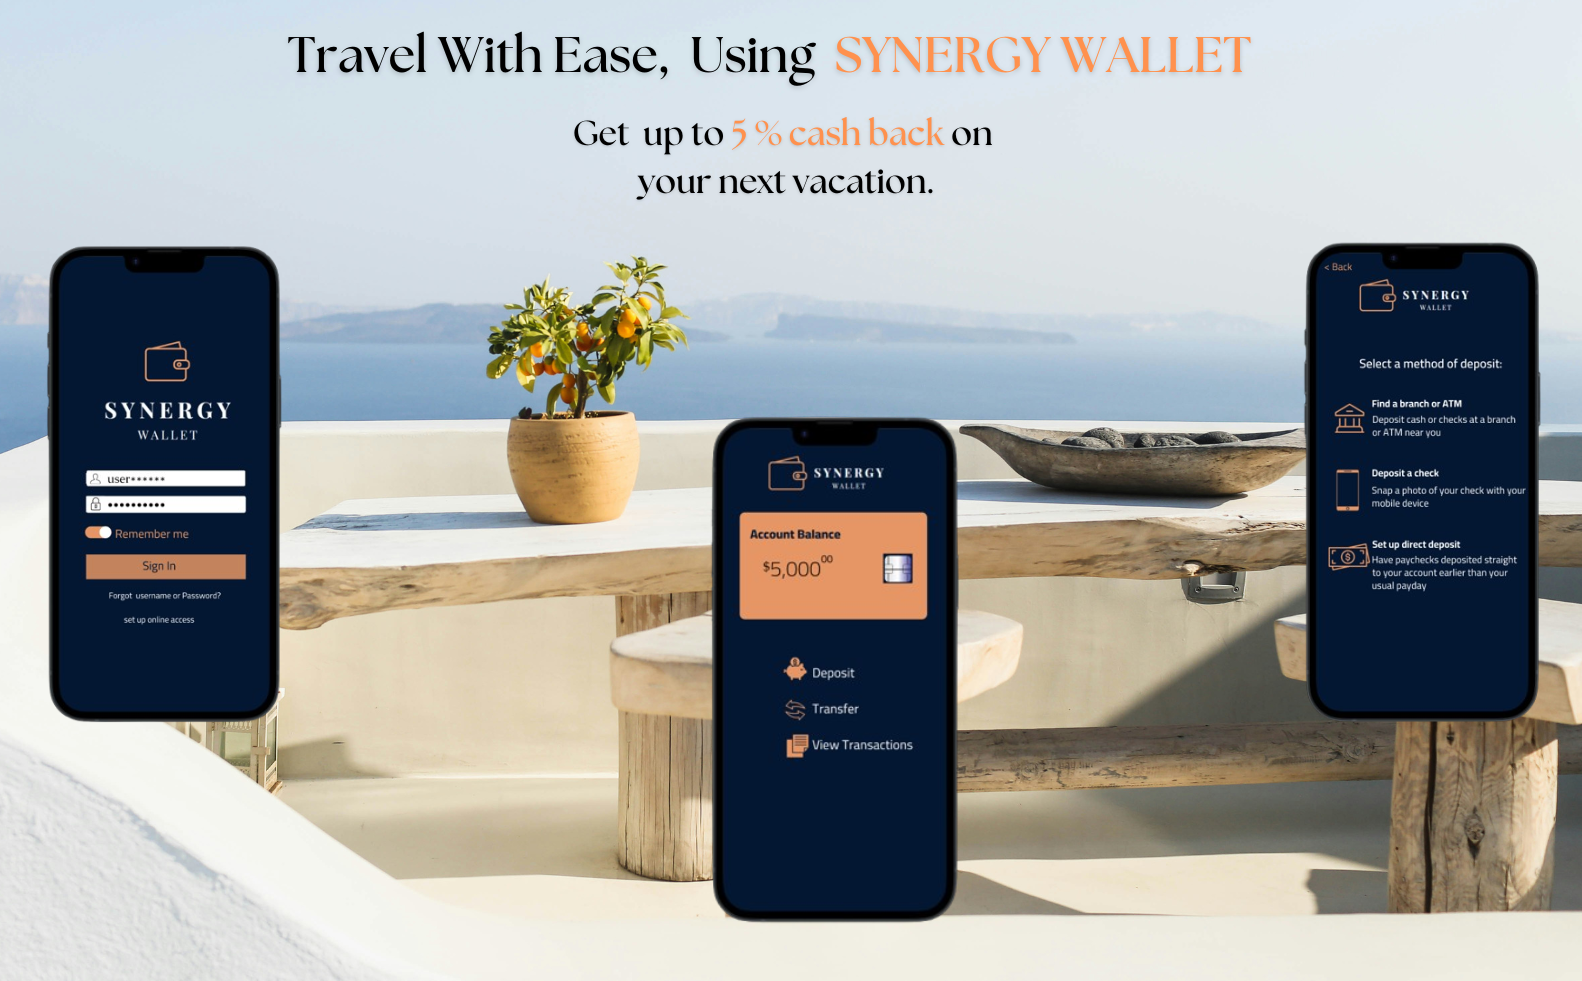 Travel With Ease, Using SYNERGY WALLET
Get up to 5 % cash back on
your next vacation.
SYNERGY
WALLET
user******
••••••••••
Remember me
Sign In
Forgot username or Password?
set up online access
SYNERGY
WALLET
Account Balance
$5,000⁰⁰
Deposit
Transfer
View Transactions
< Back
SYNERGY
WALLET
Select a method of deposit:
Find a branch or ATM
Deposit cash or checks at a branch
or ATM near you
Deposit a check
Snap a photo of your check with your
mobile device
Set up direct deposit
Have paychecks deposited straight
to your account earlier than your
usual payday